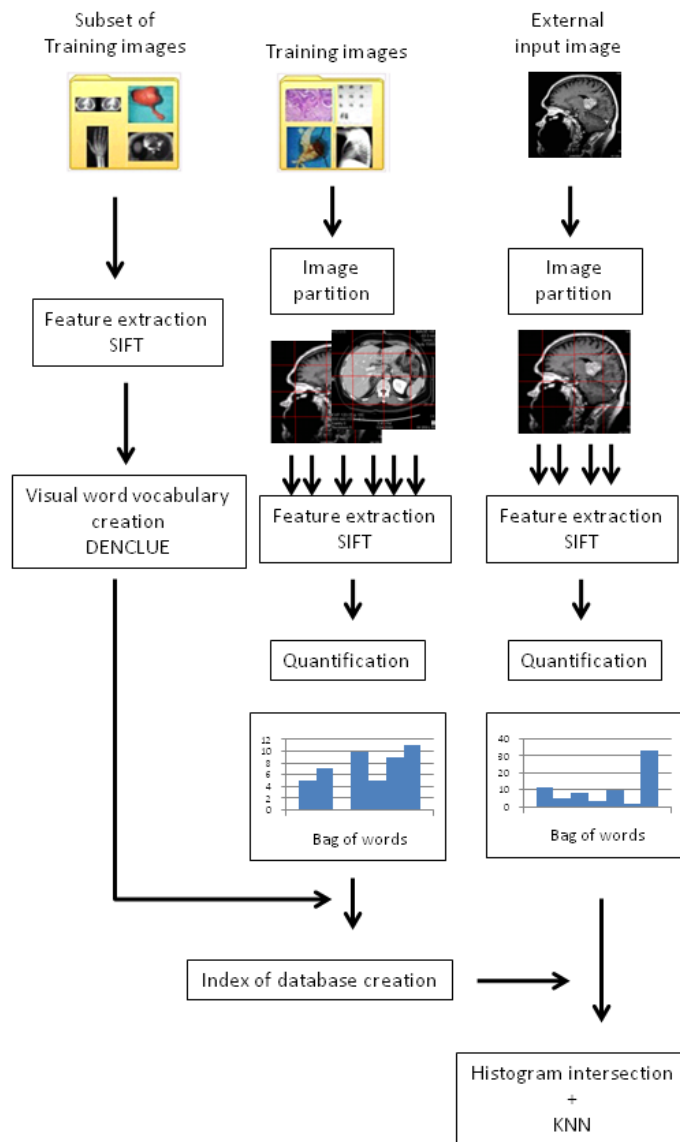 Subset of
Training images
Training images
External
input image
Image
partition
Image
partition
Feature extraction
SIFT
Visual word vocabulary
creation
DENCLUE
Feature extraction
SIFT
Feature extraction
SIFT
Quantification
Quantification
12
10
8
6
4
2
0
Bag of words
40
30
20
10
0
Bag of words
Index of database creation
Histogram intersection
+
KNN